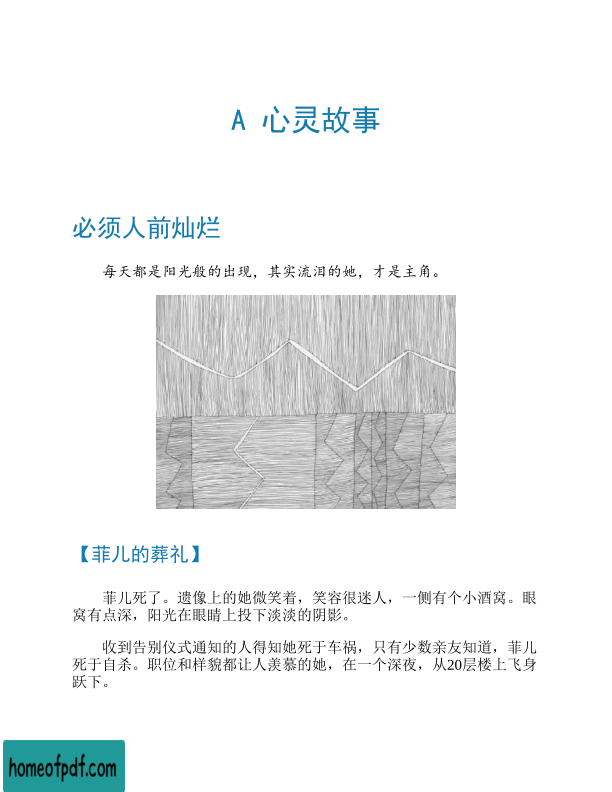 A 心灵故事
必须人前灿烂
每天都是阳光般的出现，其实流泪的她，才是主角。
【菲儿的葬礼】
菲儿死了。遗像上的她微笑着，笑容很迷人，一侧有个小酒窝。眼
窝有点深，阳光在眼睛上投下淡淡的阴影。
收到告别仪式通知的人得知她死于车祸，只有少数亲友知道，菲儿
死于自杀。职位和样貌都让人羡慕的她，在一个深夜，从20层楼上飞身
跃下。
homeofpdf.com